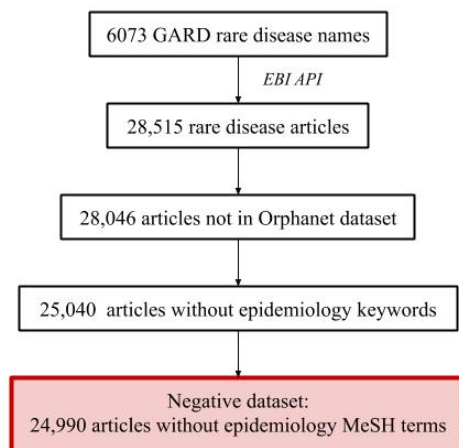 6073 GARD rare disease names
EBI API
28,515 rare disease articles
28,046 articles not in Orphanet dataset
25,040 articles without epidemiology keywords
Negative dataset:
24,990 articles without epidemiology MeSH terms